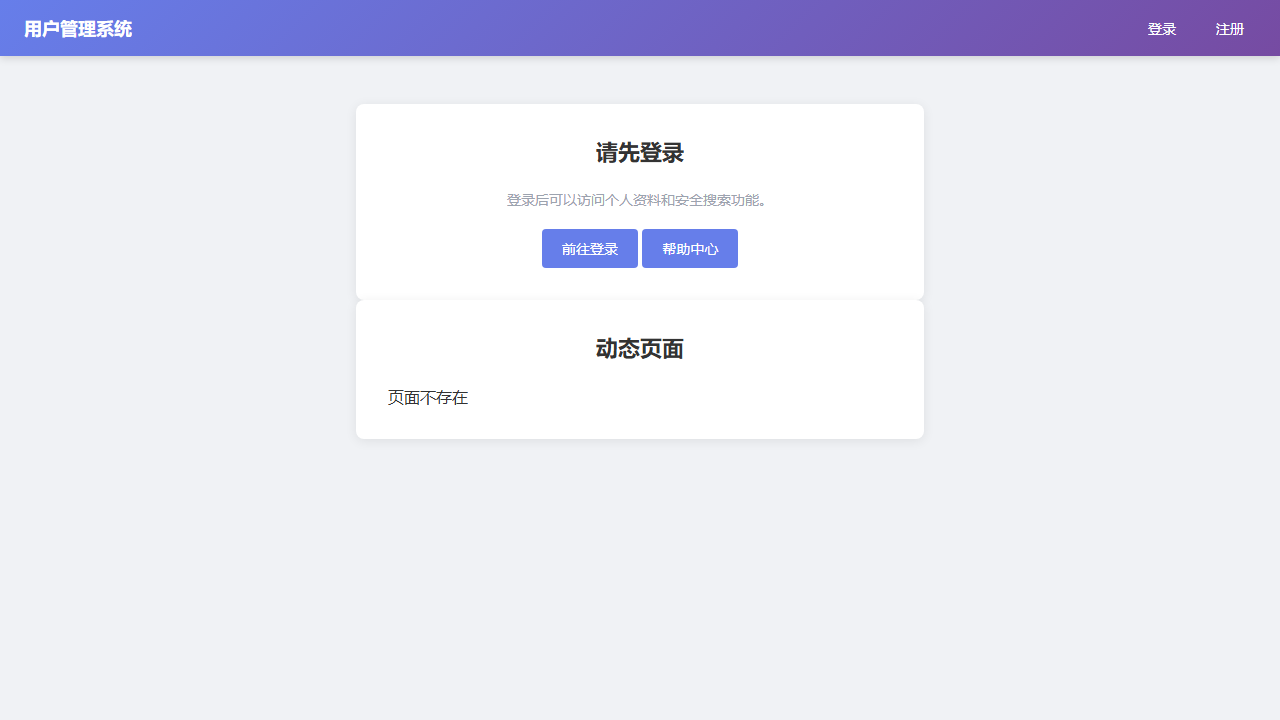 用户管理系统
登录
注册
请先登录
登录后可以访问个人资料和安全搜索功能。
前往登录
帮助中心
动态页面
页面不存在